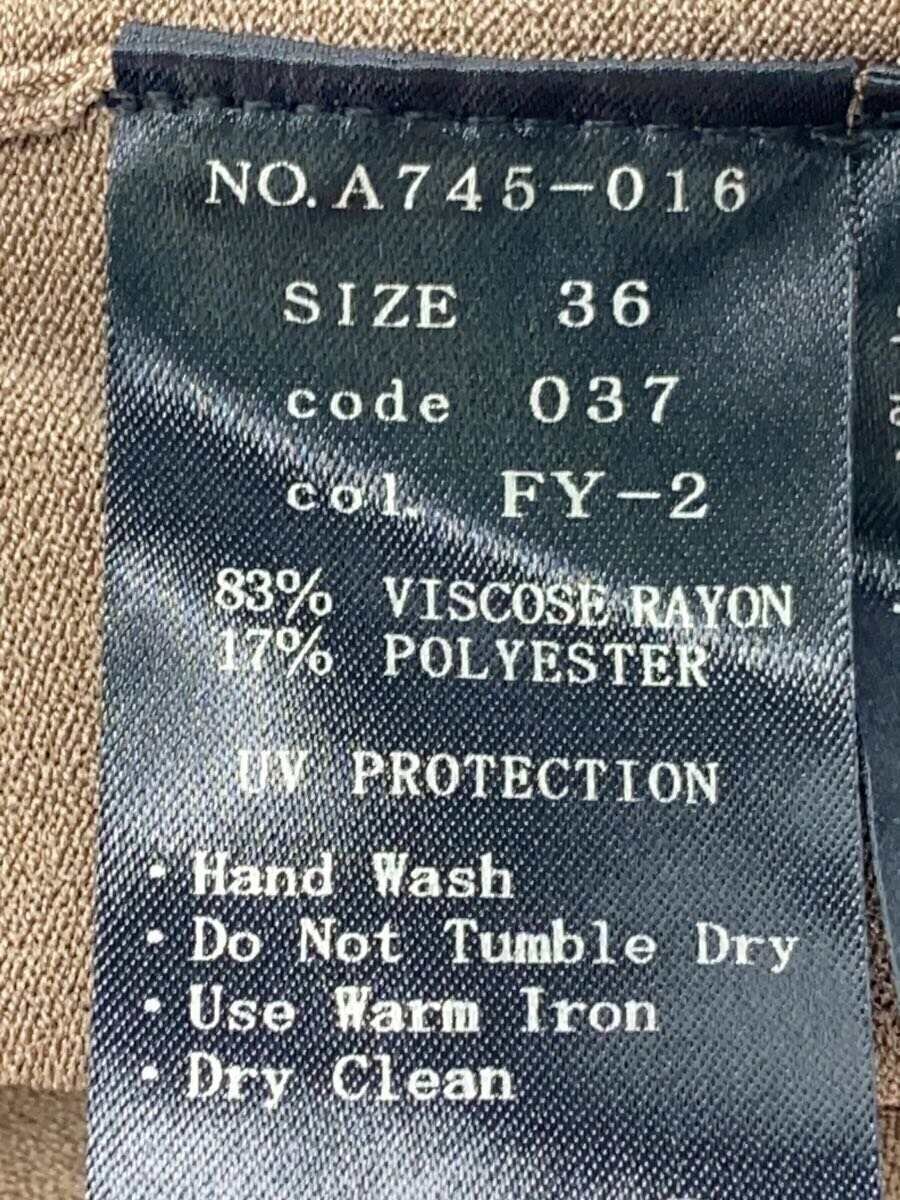 NO. A745-016
SIZE 36
code 037
col. FY-2
83% VISCOSE RAYON
17% POLYESTER
UV PROTECTION
・Hand Wash
・Do Not Tumble Dry
・Use Warm Iron
・Dry Clean